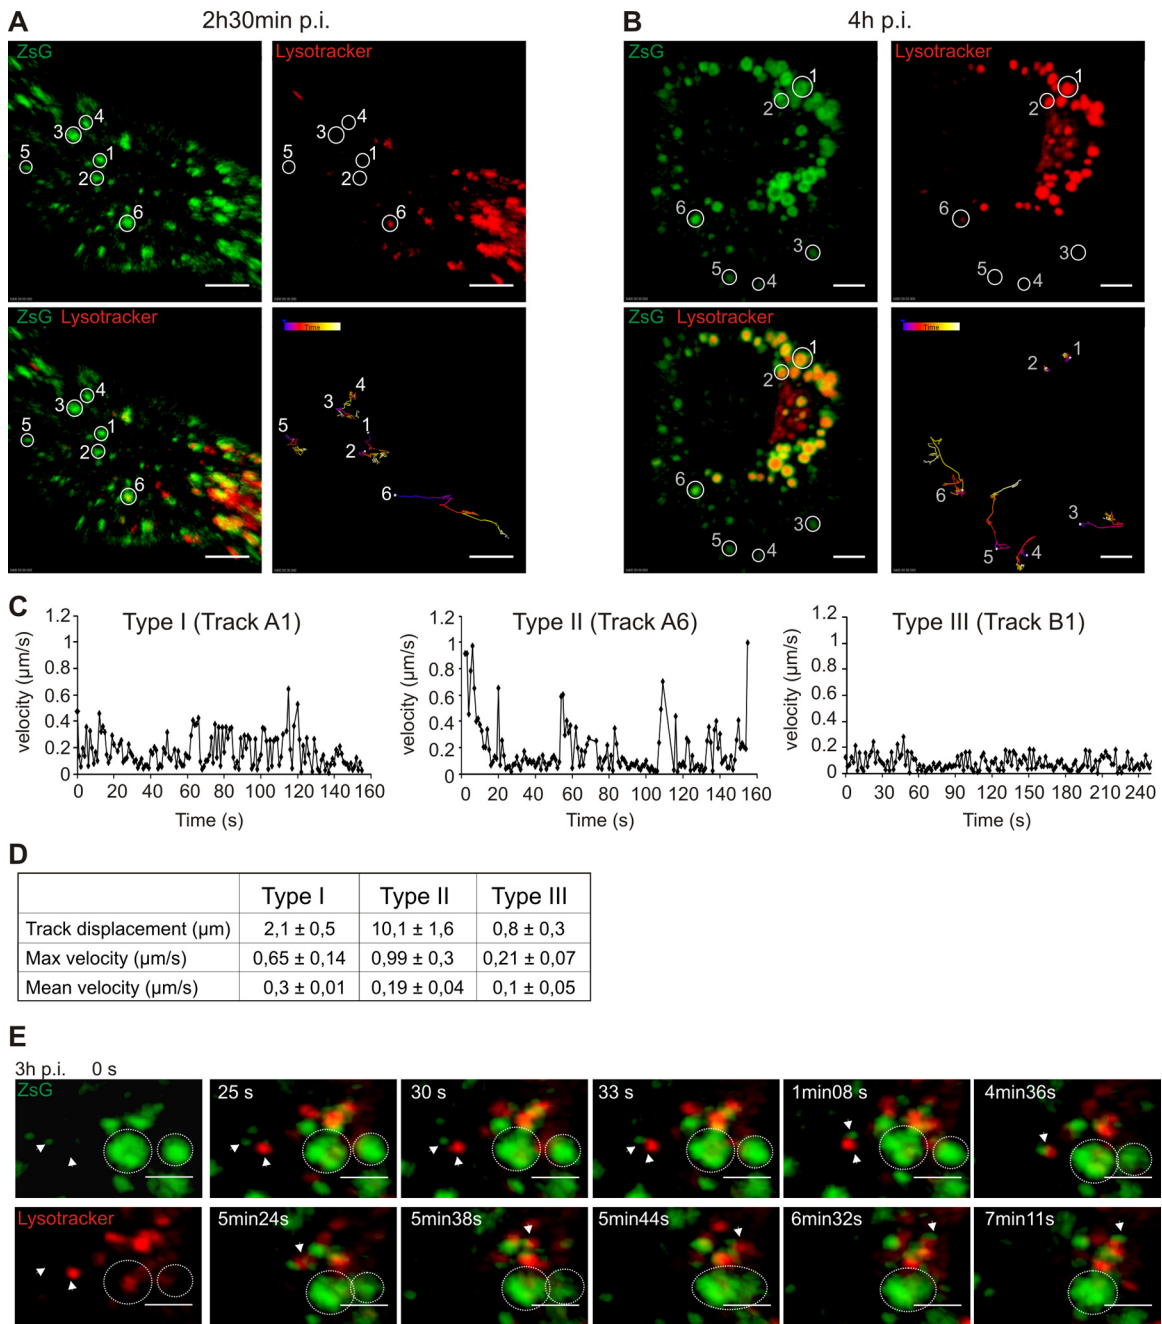 A 2h30min p.i.
B 4h p.i.
ZsG
Lysotracker
4
3
1
5
2
6
4
3
1
5
2
6
ZsG Lysotracker
4
3
1
5
2
6
Time
4
3
1
5
2
6
ZsG
Lysotracker
1
2
6
3
5
4
1
2
6
3
5
4
ZsG Lysotracker
1
2
6
3
5
4
Time
1
2
6
3
5
4
C
Type I (Track A1)
velocity (µm/s)
1.2
1
0.8
0.6
0.4
0.2
0
0 20 40 60 80 100 120 140 160
Time (s)
Type II (Track A6)
velocity (µm/s)
1.2
1
0.8
0.6
0.4
0.2
0
0 20 40 60 80 100 120 140 160
Time (s)
Type III (Track B1)
velocity (µm/s)
1.2
1
0.8
0.6
0.4
0.2
0
0 30 60 90 120 150 180 210 240
Time (s)
D
Type I Type II Type III
Track displacement (µm) 2,1 ± 0,5 10,1 ± 1,6 0,8 ± 0,3
Max velocity (µm/s) 0,65 ± 0,14 0,99 ± 0,3 0,21 ± 0,07
Mean velocity (µm/s) 0,3 ± 0,01 0,19 ± 0,04 0,1 ± 0,05
E
3h p.i. 0 s
ZsG
25 s
30 s
33 s
1min08 s
4min36s
Lysotracker
5min24s
5min38s
5min44s
6min32s
7min11s